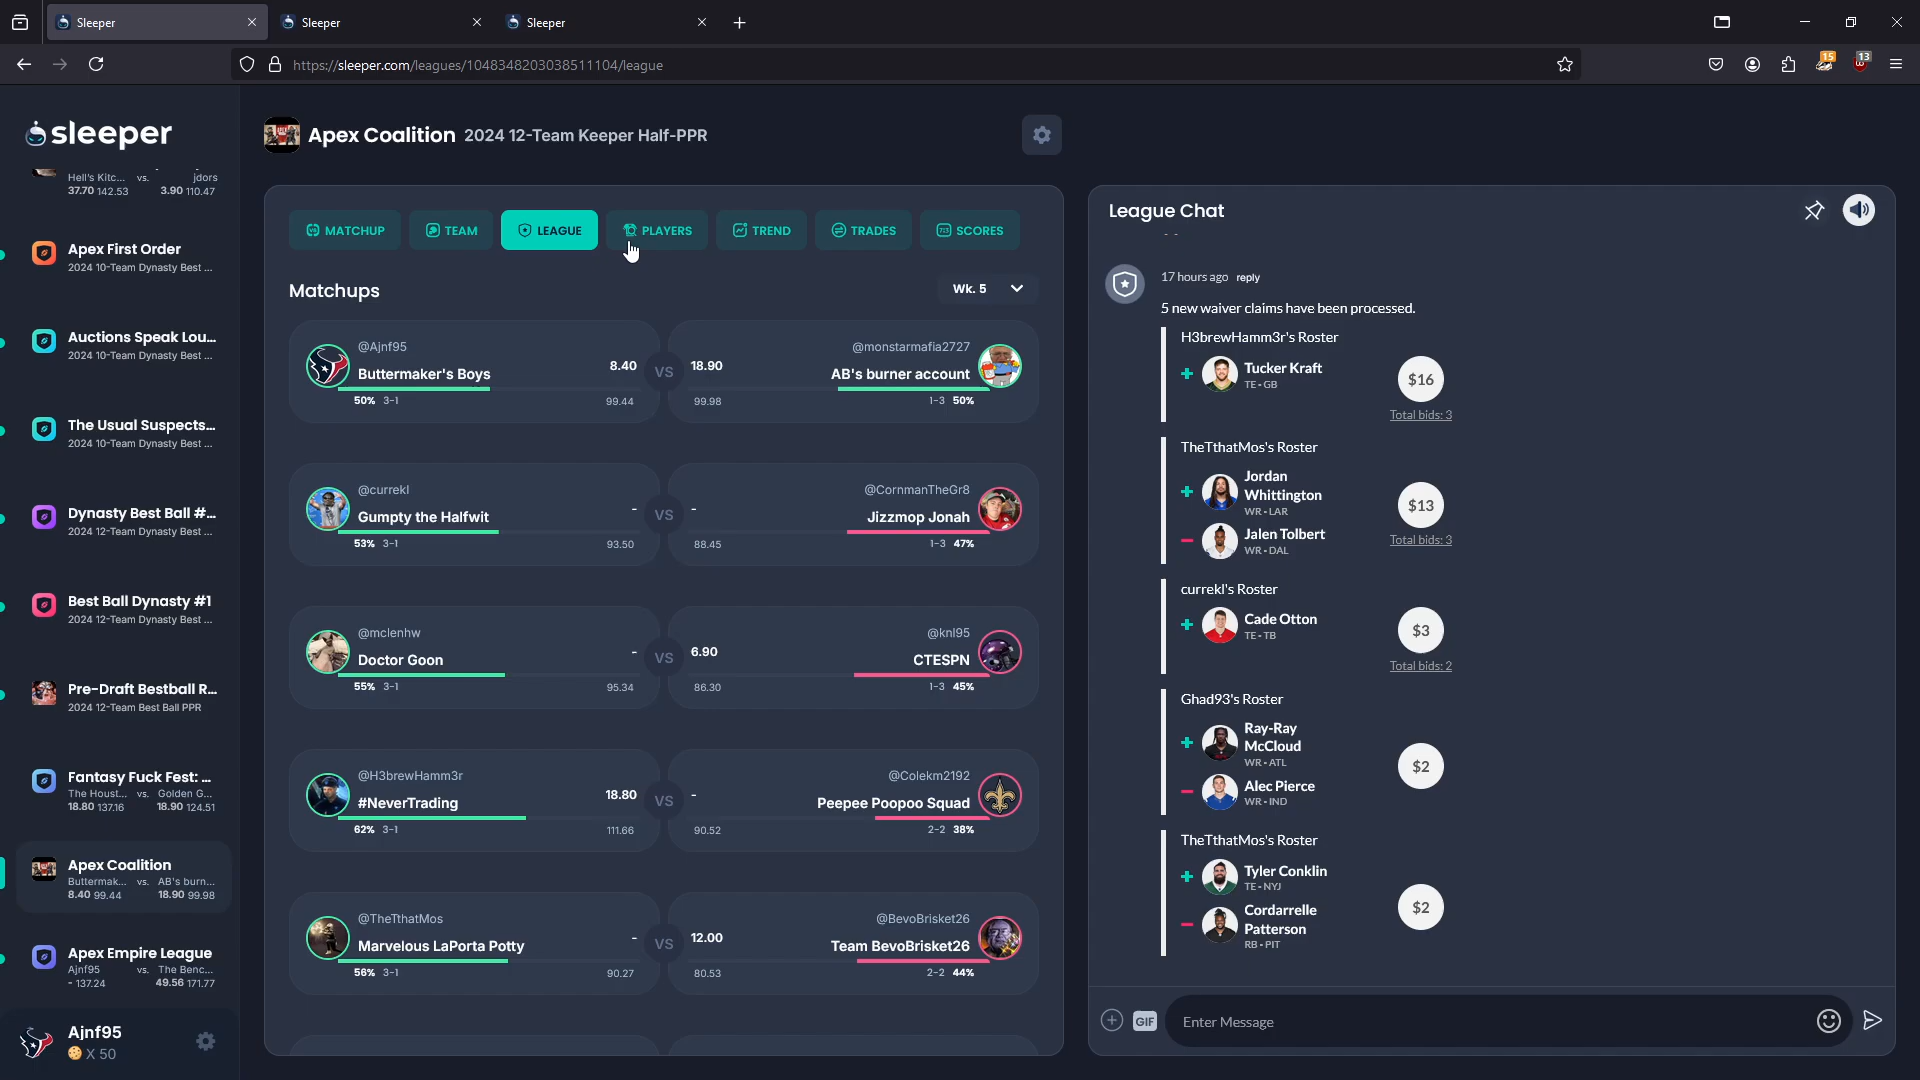 Sleeper
Sleeper
Sleeper
15
13
https://sleeper.com/leagues/1048348203038511104/league
sleeper
Hell's Kitc... vs. jdors
37.70 142.53 3.90 110.47
Apex First Order
2024 10-Team Dynasty Best ...
Auctions Speak Lou...
2024 10-Team Dynasty Best ...
The Usual Suspects...
2024 10-Team Dynasty Best ...
Dynasty Best Ball #...
2024 12-Team Dynasty Best ...
Best Ball Dynasty #1
2024 12-Team Dynasty Best ...
Pre-Draft Bestball R...
2024 12-Team Best Ball PPR
Fantasy Fuck Fest: ...
The Houst... vs. Golden G...
18.80 137.16 18.90 124.51
Apex Coalition
Buttermak... vs. AB's burn...
8.40 99.44 18.90 99.98
Apex Empire League
Ajnf95 vs. The Benc...
- 137.24 49.56 171.77
Ajnf95
X 50
Apex Coalition 2024 12-Team Keeper Half-PPR
MATCHUP TEAM LEAGUE PLAYERS TREND TRADES SCORES
Matchups Wk. 5
@Ajnf95 @monstarmafia2727
Buttermaker's Boys 8.40 VS 18.90 AB's burner account
50% 3-1 99.44 99.98 1-3 50%
@currekl @CornmanTheGr8
Gumpty the Halfwit - VS - Jizzmop Jonah
53% 3-1 93.50 88.45 1-3 47%
@mclenhw @knl95
Doctor Goon - VS 6.90 CTESPN
55% 3-1 95.34 86.30 1-3 45%
@H3brewHamm3r @Colekm2192
#NeverTrading 18.80 VS - Peepee Poopoo Squad
62% 3-1 111.66 90.52 2-2 38%
@TheTthatMos @BevoBrisket26
Marvelous LaPorta Potty - VS 12.00 Team BevoBrisket26
56% 3-1 90.27 80.53 2-2 44%
League Chat
17 hours ago reply
5 new waiver claims have been processed.
H3brewHamm3r's Roster
+ Tucker Kraft
TE - GB
$16
Total bids: 3
TheTthatMos's Roster
+ Jordan
Whittington
WR - LAR
$13
− Jalen Tolbert
WR - DAL
Total bids: 3
currekl's Roster
+ Cade Otton
TE - TB
$3
Total bids: 2
Ghad93's Roster
+ Ray-Ray
McCloud
WR - ATL
$2
− Alec Pierce
WR - IND
TheTthatMos's Roster
+ Tyler Conklin
TE - NYJ
$2
− Cordarrelle
Patterson
RB - PIT
GIF Enter Message